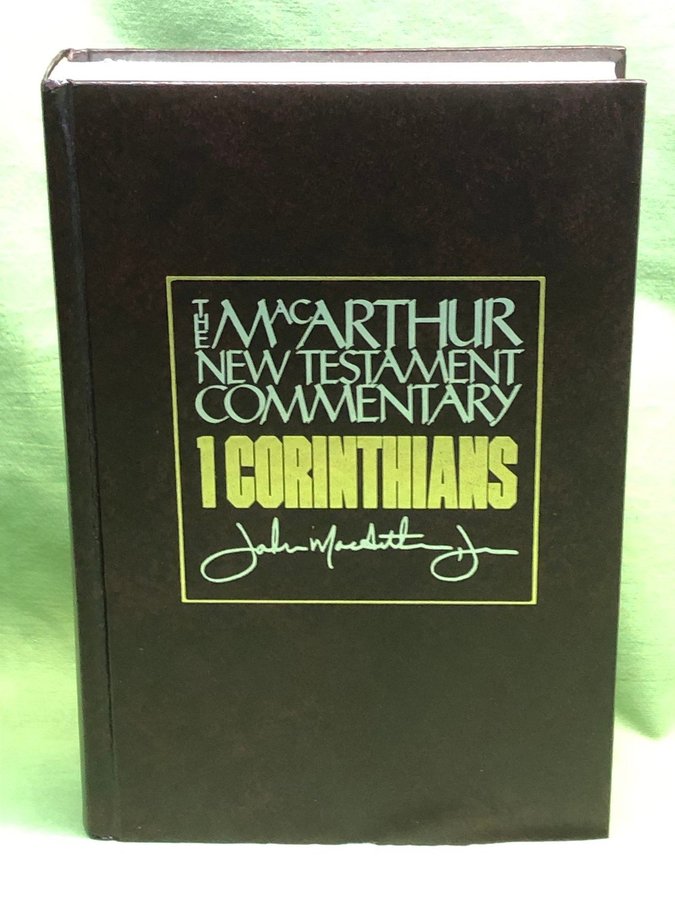 THE MACARTHUR
NEW TESTAMENT
COMMENTARY
1 CORINTHIANS
John MacArthur, Jr.